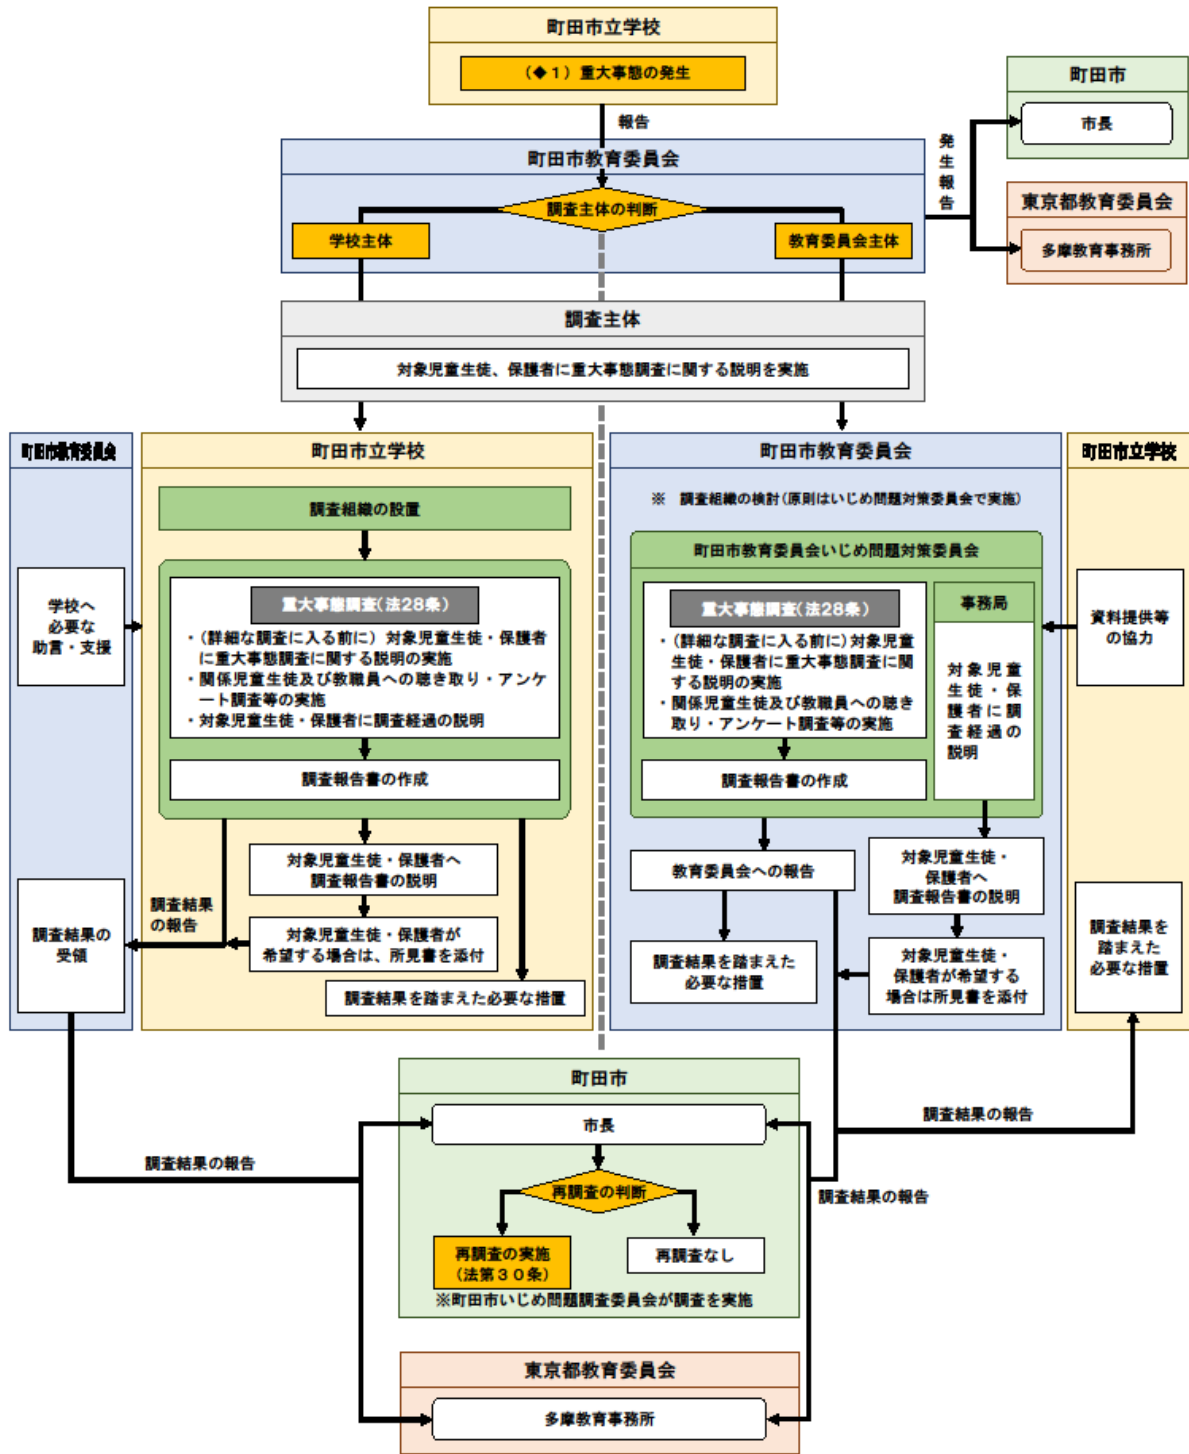 町田市立学校
(◆１)重大事態の発生
報告
町田市教育委員会
調査主体の判断
学校主体
教育委員会主体
発生報告
町田市
市長
東京都教育委員会
多摩教育事務所
調査主体
対象児童生徒、保護者に重大事態調査に関する説明を実施
町田市教育委員会
学校へ
必要な
助言・支援
調査結果の
受領
町田市立学校
調査組織の設置
重大事態調査(法28条)
・(詳細な調査に入る前に) 対象児童生徒・保護者
に重大事態調査に関する説明の実施
・関係児童生徒及び教職員への聴き取り・アンケ
ート調査等の実施
・対象児童生徒・保護者に調査経過の説明
調査報告書の作成
対象児童生徒・保護者へ
調査報告書の説明
調査結果
の報告
対象児童生徒・保護者が
希望する場合は、所見書を添付
調査結果を踏まえた必要な措置
町田市教育委員会
※　調査組織の検討(原則はいじめ問題対策委員会で実施)
町田市教育委員会いじめ問題対策委員会
重大事態調査(法28条)
・(詳細な調査に入る前に)対象児童
生徒・保護者に重大事態調査に関
する説明の実施
・関係児童生徒及び教職員への聴き
取り・アンケート調査等の実施
調査報告書の作成
事務局
対象児童
生徒・保
護者に調
査経過の
説明
教育委員会への報告
対象児童生徒・
保護者へ
調査報告書の説明
調査結果を踏まえた
必要な措置
対象児童生徒・
保護者が希望する
場合は所見書を添付
町田市立学校
資料提供等
の協力
調査結果を
踏まえた
必要な措置
調査結果の報告
調査結果の報告
調査結果の報告
町田市
市長
再調査の判断
再調査の実施
(法第３０条)
再調査なし
※町田市いじめ問題調査委員会が調査を実施
東京都教育委員会
多摩教育事務所